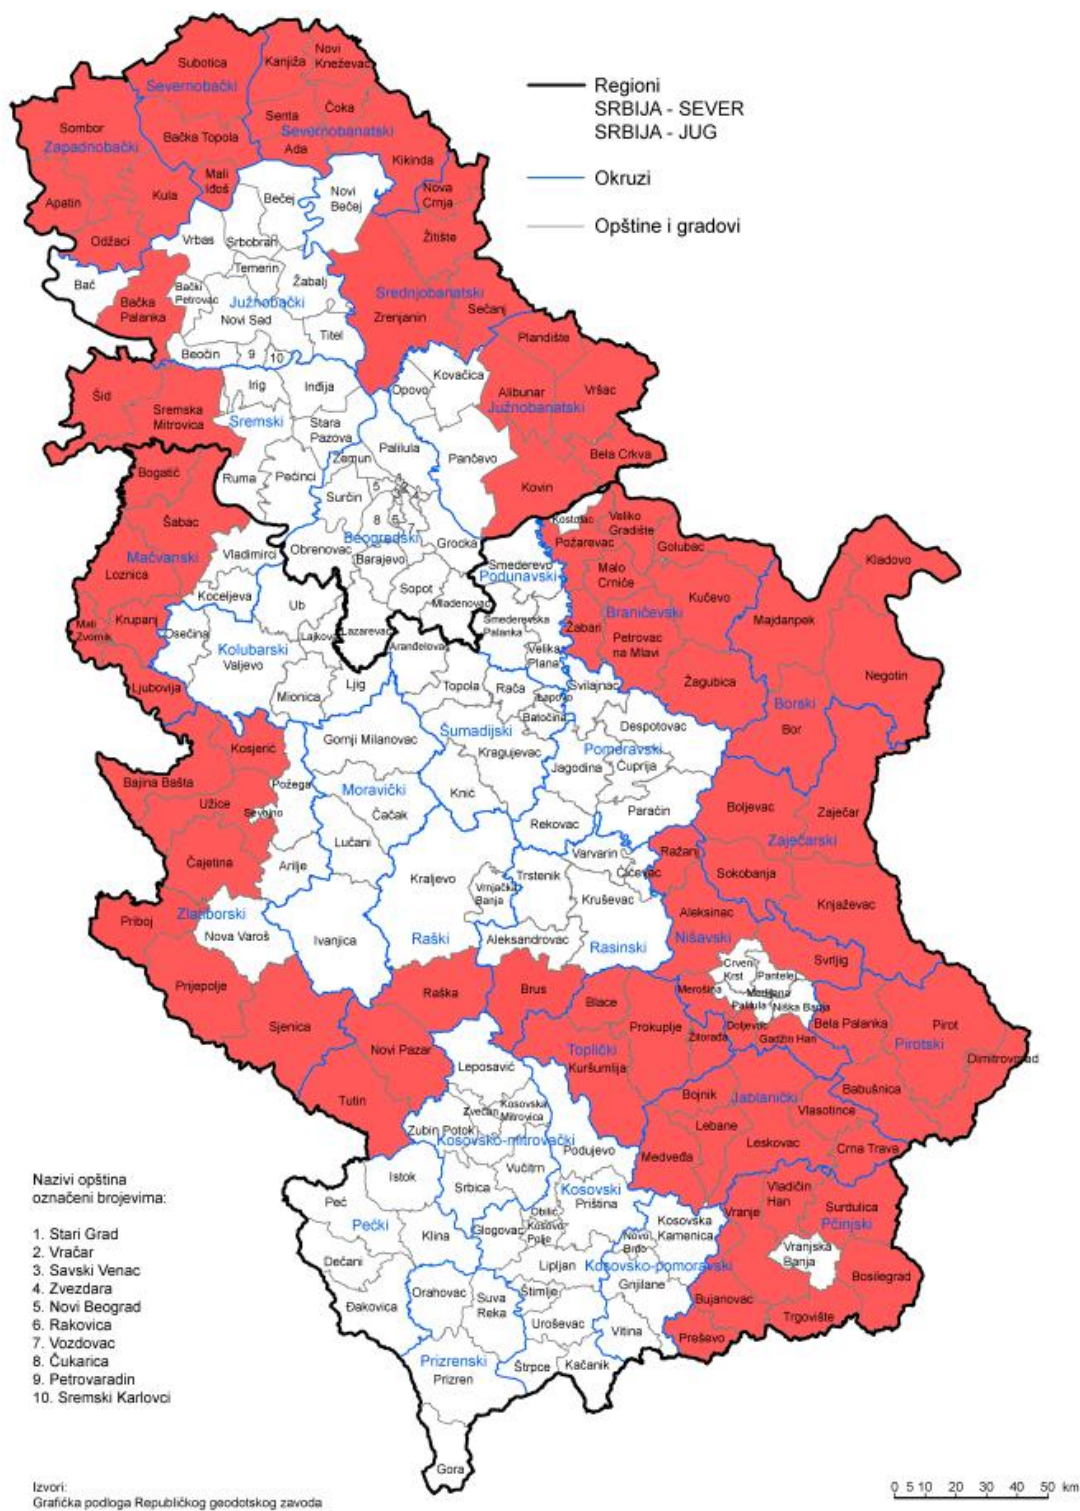 Regioni
SRBIJA - SEVER
SRBIJA - JUG
Okruzi
Opštine i gradovi
Subotica
Severnobački
Kanjiža
Novi
Kneževac
Sombor
Zapadnobački
Bačka Topola
Senta
Čoka
Severnobanatski
Ada
Mali
Iđoš
Kikinda
Apatin
Kula
Bečej
Novi
Bečej
Nova
Crnja
Odžaci
Vrbas
Srbobran
Žitište
Bač
Temerin
Bački
Petrovac
Žabalj
Bačka
Palanka
Južnobački
Novi Sad
Srednjobanatski
Zrenjanin
Sečanj
Titel
Beočin
9
10
Plandište
Šid
Sremska
Mitrovica
Irig
Inđija
Sremski
Stara
Pazova
Opovo
Kovačica
Alibunar
Južnobanatski
Vršac
Palilula
Zemun
Pančevo
Bela Crkva
Kovin
Bogatić
Ruma
Pećinci
Surčin
5
8
6
7
Šabac
Mačvanski
Loznica
Vladimirci
Obrenovac
Beogradski
Barajevo
Grocka
Koceljeva
Sopot
Mladenovac
Mali
Zvornik
Krupanj
Osečina
Ub
Lajkovac
Lazarevac
Kolubarski
Valjevo
Ljubovija
Mionica
Ljig
Kostolac
Veliko
Gradište
Požarevac
Golubac
Smederevo
Podunavski
Malo
Crniće
Kučevo
Braničevski
Smederevska
Palanka
Žabari
Petrovac
na Mlavi
Velika
Plana
Žagubica
Kladovo
Majdanpek
Negotin
Borski
Bor
Aranđelovac
Topola
Rača
Lapovo
Batočina
Svilajnac
Despotovac
Gornji Milanovac
Šumadijski
Kragujevac
Pomeravski
Jagodina
Ćuprija
Kosjerić
Bajina Bašta
Požega
Užice
Sevojno
Moravički
Čačak
Knić
Rekovac
Paraćin
Boljevac
Zaječar
Zaječarski
Čajetina
Arilje
Lučani
Kraljevo
Vrnjačka
Banja
Trstenik
Varvarin
Ćićevac
Kruševac
Ražanj
Sokobanja
Knjaževac
Priboj
Zlatiborski
Nova Varoš
Ivanjica
Raški
Aleksandrovac
Rasinski
Aleksinac
Nišavski
Svrljig
Crveni
Krst
Pantelej
Medijana
Palilula
Niška Banja
Prijepolje
Sjenica
Raška
Brus
Blace
Merošina
Prokuplje
Doljevac
Žitorađa
Gadžin Han
Bela Palanka
Pirot
Pirotski
Dimitrovgrad
Novi Pazar
Tutin
Toplički
Kuršumlija
Babušnica
Bojnik
Jablanički
Vlasotince
Lebane
Leskovac
Crna Trava
Medveđa
Leposavić
Zvečan
Kosovska
Mitrovica
Zubin Potok
Kosovsko-mitrovački
Podujevo
Vučitrn
Istok
Srbica
Kosovski
Priština
Peć
Pećki
Klina
Glogovac
Obilić
Kosovo
Polje
Novo
Brdo
Kosovska
Kamenica
Dečani
Lipljan
Kosovsko-pomoravski
Gnjilane
Orahovac
Suva
Reka
Štimlje
Đakovica
Uroševac
Vitina
Prizrenski
Prizren
Štrpce
Kačanik
Gora
Vladičin
Han
Surdulica
Vranje
Pčinjski
Vranjska
Banja
Bosilegrad
Bujanovac
Trgovište
Preševo
Nazivi opština
označeni brojevima:
1. Stari Grad
2. Vračar
3. Savski Venac
4. Zvezdara
5. Novi Beograd
6. Rakovica
7. Vozdovac
8. Čukarica
9. Petrovaradin
10. Sremski Karlovci
Izvori:
Grafička podloga Republičkog geodotskog zavoda
0 5 10 20 30 40 50 km